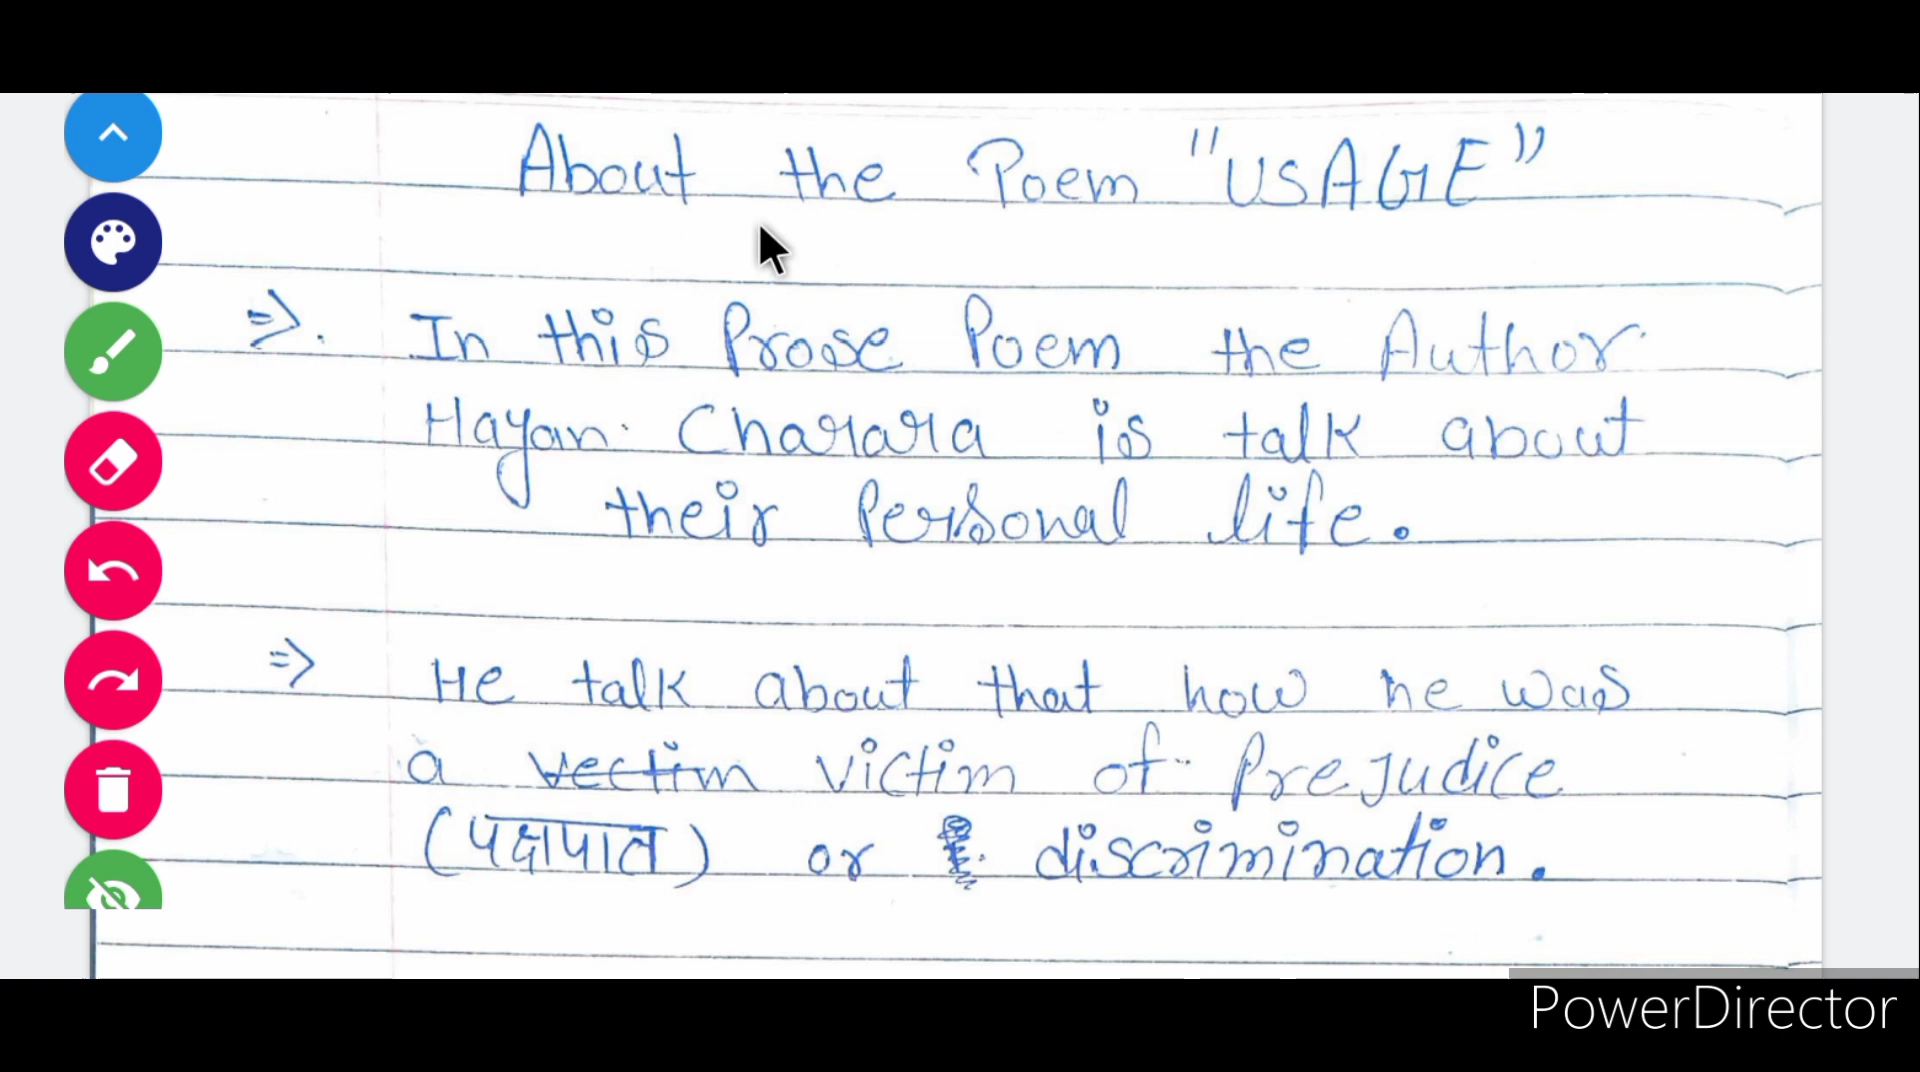 About the Poem "USAGE"
=>. In this Prose Poem the Author
Hayan Charara is talk about
their Personal life.
=> He talk about that how he was
a vectim victim of Prejudice
(पक्षपात) or discrimination.
PowerDirector